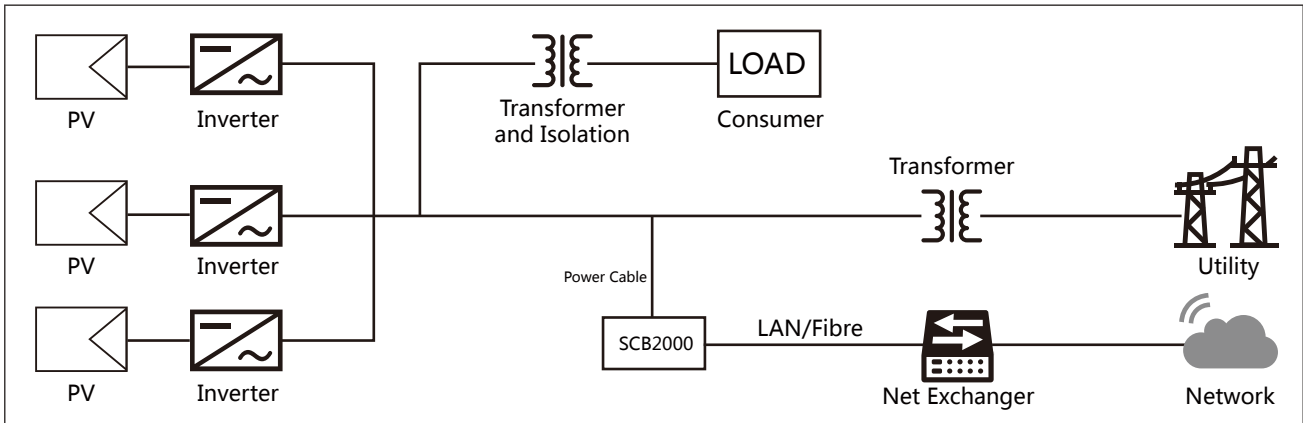 LOAD
PV
Inverter
Transformer
and Isolation
Consumer
Transformer
PV
Inverter
Power Cable
Utility
SCB2000
LAN/Fibre
PV
Inverter
Net Exchanger
Network